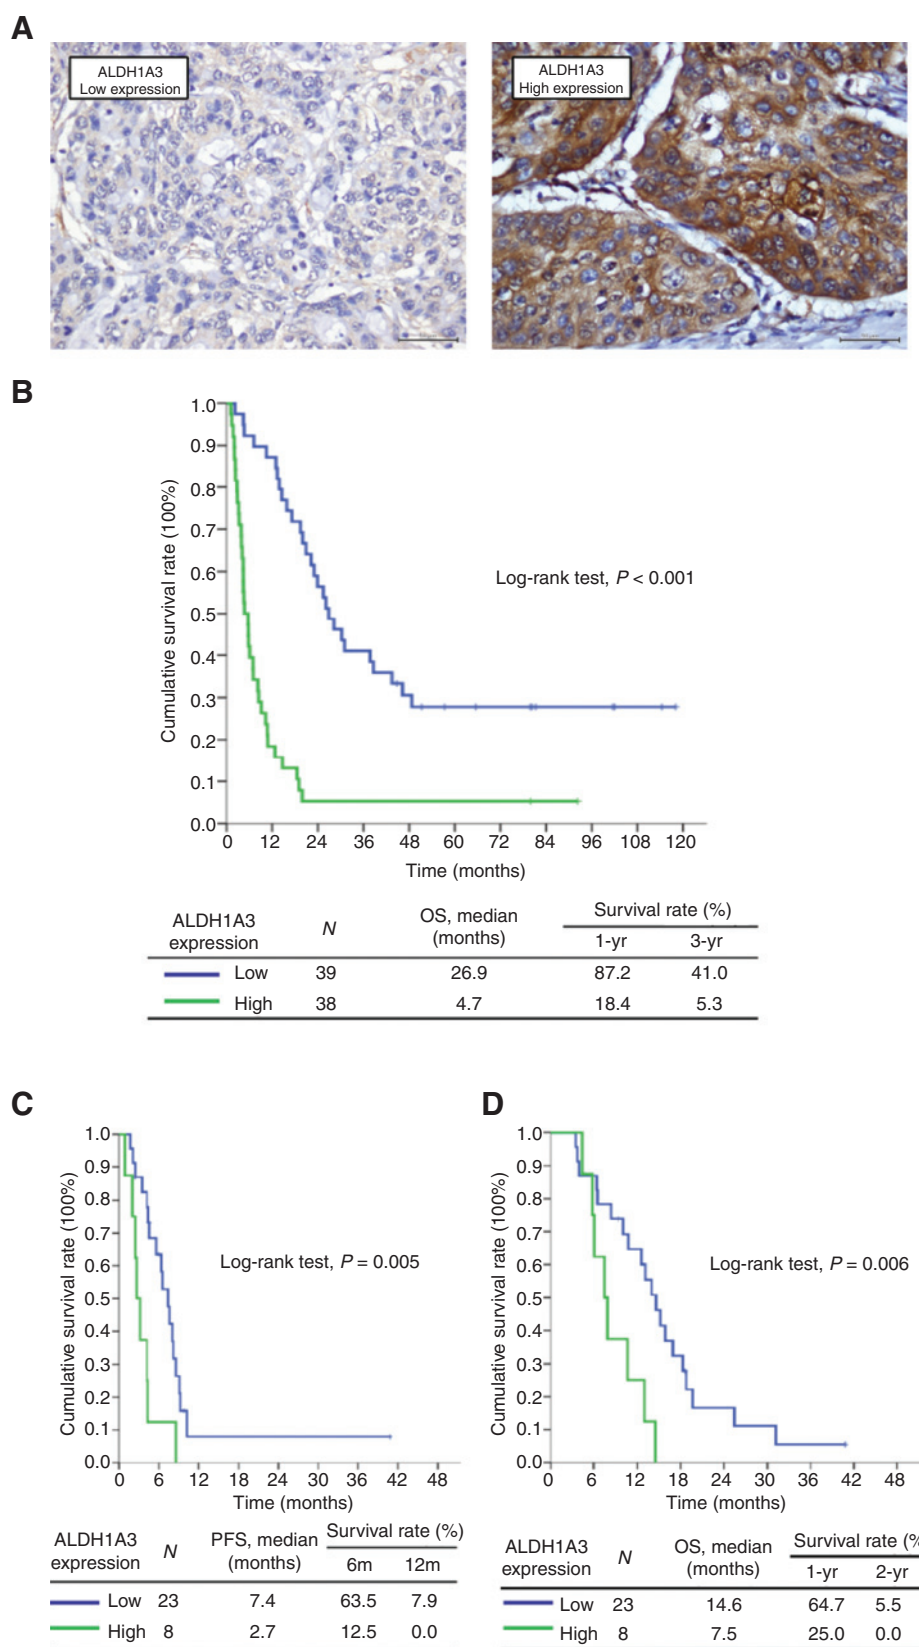 A
ALDH1A3
Low expression
ALDH1A3
High expression
B
Cumulative survival rate (100%)
1.0
0.9
0.8
0.7
0.6
0.5
0.4
0.3
0.2
0.1
0.0
Log-rank test, P < 0.001
0 12 24 36 48 60 72 84 96 108 120
Time (months)
ALDH1A3 expression N OS, median (months) Survival rate (%)
1-yr 3-yr
Low 39 26.9 87.2 41.0
High 38 4.7 18.4 5.3
C
Cumulative survival rate (100%)
1.0
0.9
0.8
0.7
0.6
0.5
0.4
0.3
0.2
0.1
0.0
Log-rank test, P = 0.005
0 6 12 18 24 30 36 42 48
Time (months)
ALDH1A3 expression N PFS, median (months) Survival rate (%)
6m 12m
Low 23 7.4 63.5 7.9
High 8 2.7 12.5 0.0
D
Cumulative survival rate (100%)
1.0
0.9
0.8
0.7
0.6
0.5
0.4
0.3
0.2
0.1
0.0
Log-rank test, P = 0.006
0 6 12 18 24 30 36 42 48
Time (months)
ALDH1A3 expression N OS, median (months) Survival rate (%
1-yr 2-yr
Low 23 14.6 64.7 5.5
High 8 7.5 25.0 0.0